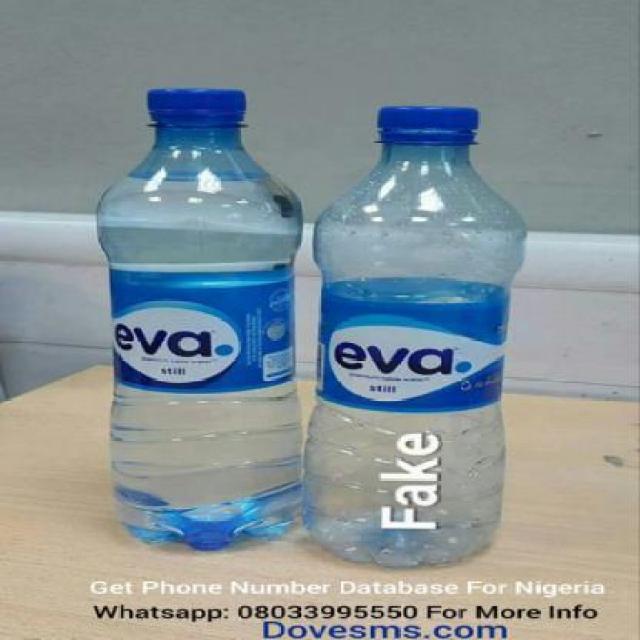 eva.
still
eva.
still
Fake
Get Phone Number Database For Nigeria
Whatsapp: 08033995550 For More Info
Dovesms.com